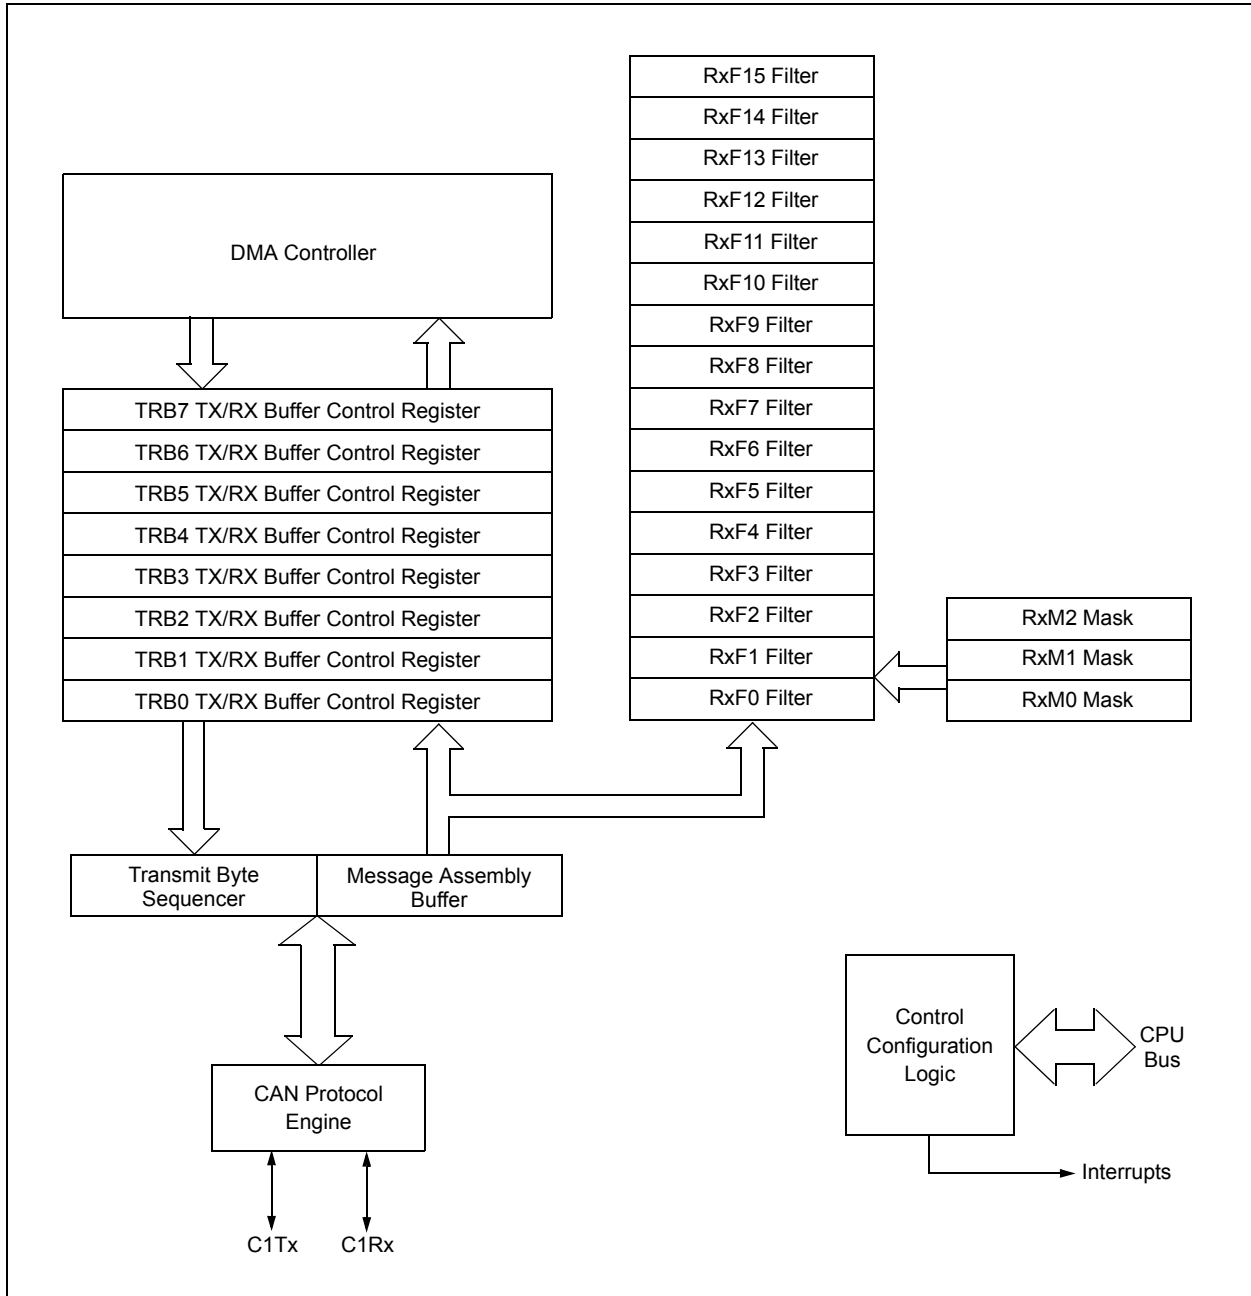 RxF15 Filter
RxF14 Filter
RxF13 Filter
RxF12 Filter
RxF11 Filter
RxF10 Filter
RxF9 Filter
RxF8 Filter
RxF7 Filter
RxF6 Filter
RxF5 Filter
RxF4 Filter
RxF3 Filter
RxF2 Filter
RxF1 Filter
RxF0 Filter
DMA Controller
TRB7 TX/RX Buffer Control Register
TRB6 TX/RX Buffer Control Register
TRB5 TX/RX Buffer Control Register
TRB4 TX/RX Buffer Control Register
TRB3 TX/RX Buffer Control Register
TRB2 TX/RX Buffer Control Register
TRB1 TX/RX Buffer Control Register
TRB0 TX/RX Buffer Control Register
RxM2 Mask
RxM1 Mask
RxM0 Mask
Transmit Byte
Sequencer
Message Assembly
Buffer
Control
Configuration
Logic
CPU
Bus
CAN Protocol
Engine
Interrupts
C1Tx
C1Rx